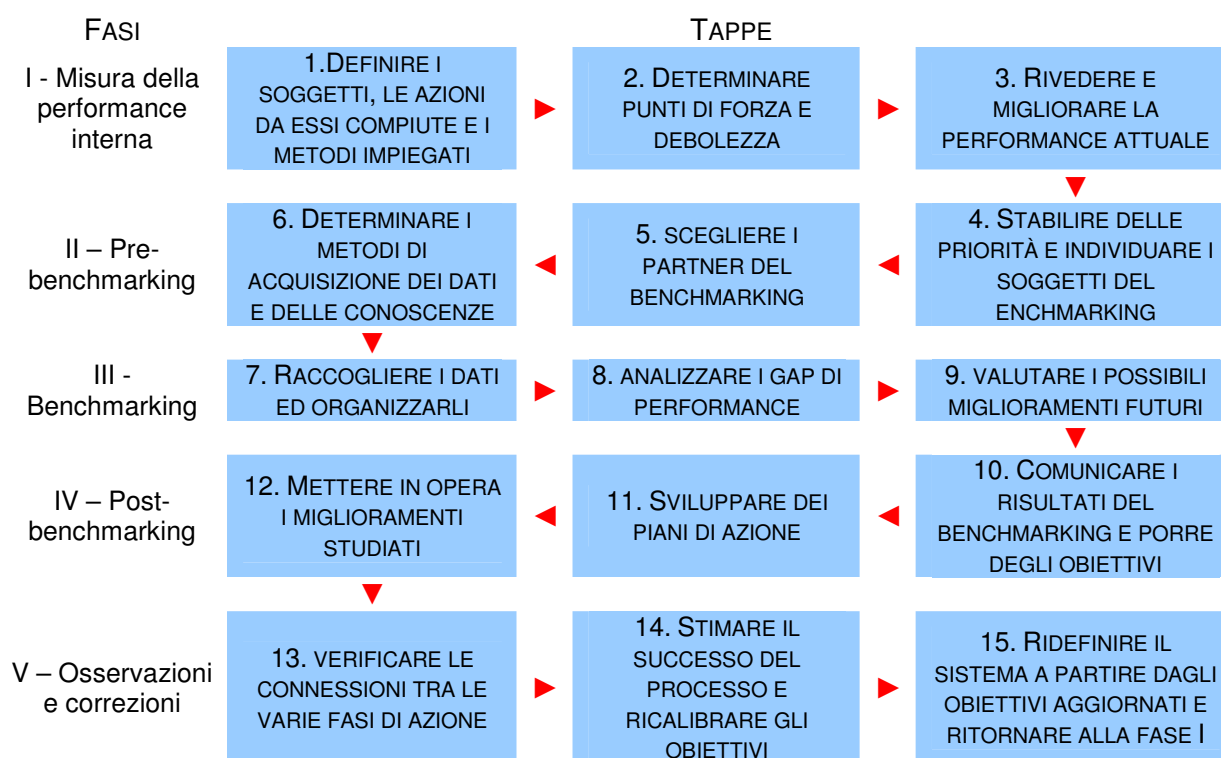 FASI
TAPPE
I - Misura della
performance
interna
1.DEFINIRE I
SOGGETTI, LE AZIONI
DA ESSI COMPIUTE E I
METODI IMPIEGATI
2. DETERMINARE
PUNTI DI FORZA E
DEBOLEZZA
3. RIVEDERE E
MIGLIORARE LA
PERFORMANCE ATTUALE
II – Pre-
benchmarking
6. DETERMINARE I
METODI DI
ACQUISIZIONE DEI DATI
E DELLE CONOSCENZE
5. SCEGLIERE I
PARTNER DEL
BENCHMARKING
4. STABILIRE DELLE
PRIORITÀ E INDIVIDUARE I
SOGGETTI DEL
ENCHMARKING
III -
Benchmarking
7. RACCOGLIERE I DATI
ED ORGANIZZARLI
8. ANALIZZARE I GAP DI
PERFORMANCE
9. VALUTARE I POSSIBILI
MIGLIORAMENTI FUTURI
IV – Post-
benchmarking
12. METTERE IN OPERA
I MIGLIORAMENTI
STUDIATI
11. SVILUPPARE DEI
PIANI DI AZIONE
10. COMUNICARE I
RISULTATI DEL
BENCHMARKING E PORRE
DEGLI OBIETTIVI
V – Osservazioni
e correzioni
13. VERIFICARE LE
CONNESSIONI TRA LE
VARIE FASI DI AZIONE
14. STIMARE IL
SUCCESSO DEL
PROCESSO E
RICALIBRARE GLI
OBIETTIVI
15. RIDEFINIRE IL
SISTEMA A PARTIRE DAGLI
OBIETTIVI AGGIORNATI E
RITORNARE ALLA FASE I